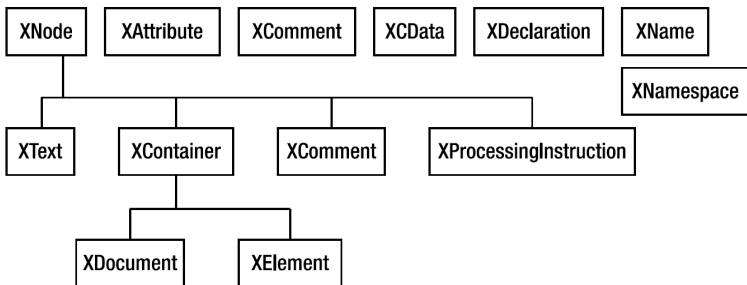 XNode XAttribute XComment XCData XDeclaration XName
XNamespace
XText XContainer XComment XProcessingInstruction
XDocument XElement